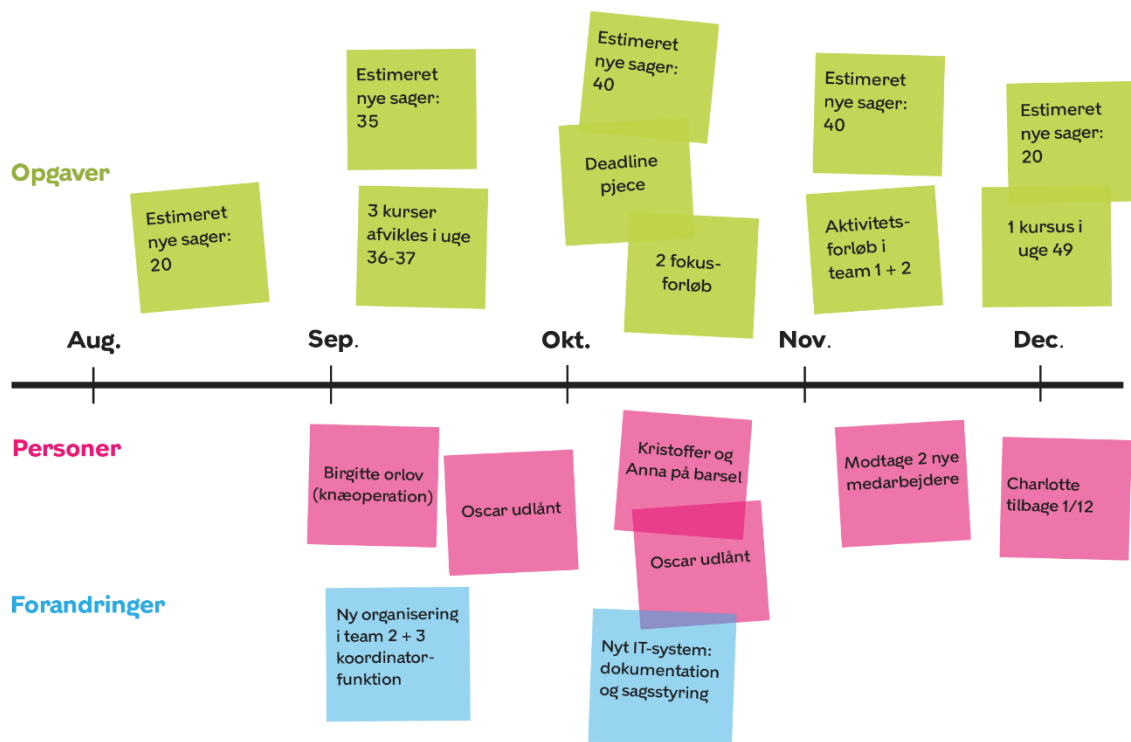 Opgaver
Estimeret
nye sager:
20
Estimeret
nye sager:
35
3 kurser
afvikles i uge
36-37
Estimeret
nye sager:
40
Deadline
pjece
2 fokus-
forløb
Estimeret
nye sager:
40
Aktivitets-
forløb i
team 1 + 2
Estimeret
nye sager:
20
1 kursus i
uge 49
Aug.
Sep.
Okt.
Nov.
Dec.
Personer
Birgitte orlov
(knæoperation)
Oscar udlånt
Kristoffer og
Anna på barsel
Oscar udlånt
Modtage 2 nye
medarbejdere
Charlotte
tilbage 1/12
Forandringer
Ny organisering
i team 2 + 3
koordinator-
funktion
Nyt IT-system:
dokumentation
og sagsstyring